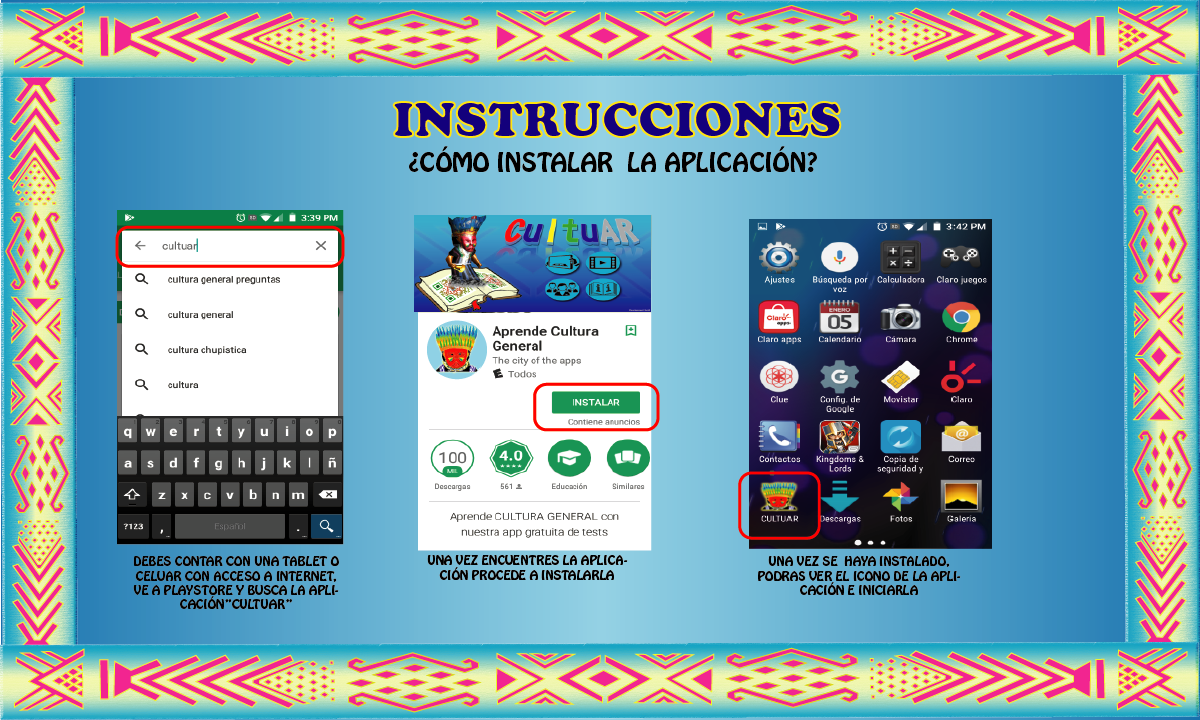 INSTRUCCIONES
¿CÓMO INSTALAR LA APLICACIÓN?
3:39 PM
cultuar
cultura general preguntas
cultura general
cultura chupistica
cultura
q w e r t y u i o p
a s d f g h j k l ñ
z x c v b n m
?123 , Español .
DEBES CONTAR CON UNA TABLET O
CELUAR CON ACCESO A INTERNET,
VE A PLAYSTORE Y BUSCA LA APLI-
CACIÓN"CULTUAR"
CultuAR
Aprende Cultura
General
The city of the apps
E Todos
INSTALAR
Contiene anuncios
100
MIL
4.0
Descargas
561
Educación
Similares
Aprende CULTURA GENERAL con
nuestra app gratuita de tests
UNA VEZ ENCUENTRES LA APLICA-
CIÓN PROCEDE A INSTALARLA
3:42 PM
Ajustes
Búsqueda por
voz
Calculadora
Claro juegos
Claro
apps.
ENERO
05
Claro apps
Calendario
Cámara
Chrome
Clue
Config. de
Google
Movistar
iClaro
Contactos
Kingdoms &
Lords
Copia de
seguridad y
Correo
CULTUAR
Descargas
Fotos
Galería
UNA VEZ SE HAYA INSTALADO,
PODRAS VER EL ICONO DE LA APLI-
CACIÓN E INICIARLA